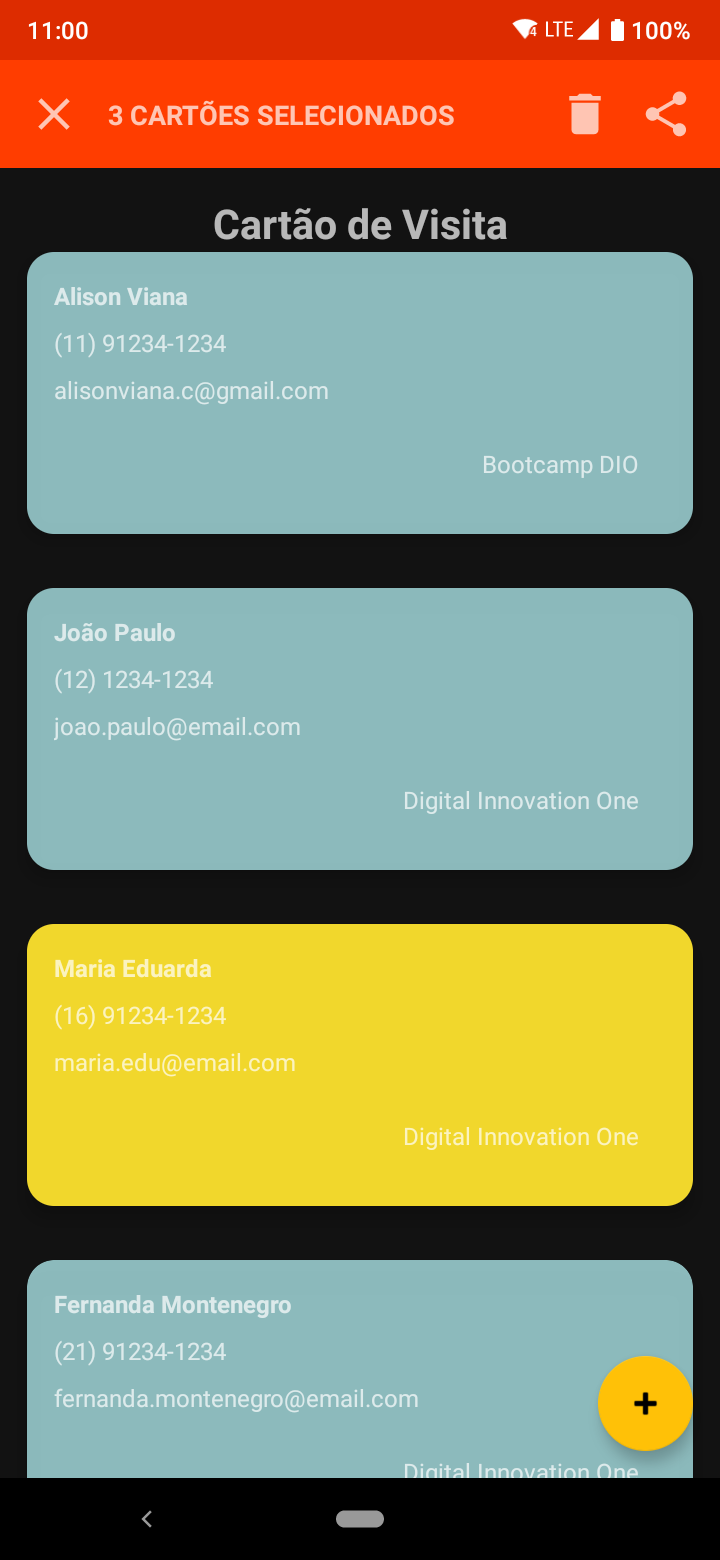 11:00 4 LTE 100%
3 CARTÕES SELECIONADOS
Cartão de Visita
Alison Viana
(11) 91234-1234
alisonviana.c@gmail.com
Bootcamp DIO
João Paulo
(12) 1234-1234
joao.paulo@email.com
Digital Innovation One
Maria Eduarda
(16) 91234-1234
maria.edu@email.com
Digital Innovation One
Fernanda Montenegro
(21) 91234-1234
fernanda.montenegro@email.com
Digital Innovation One